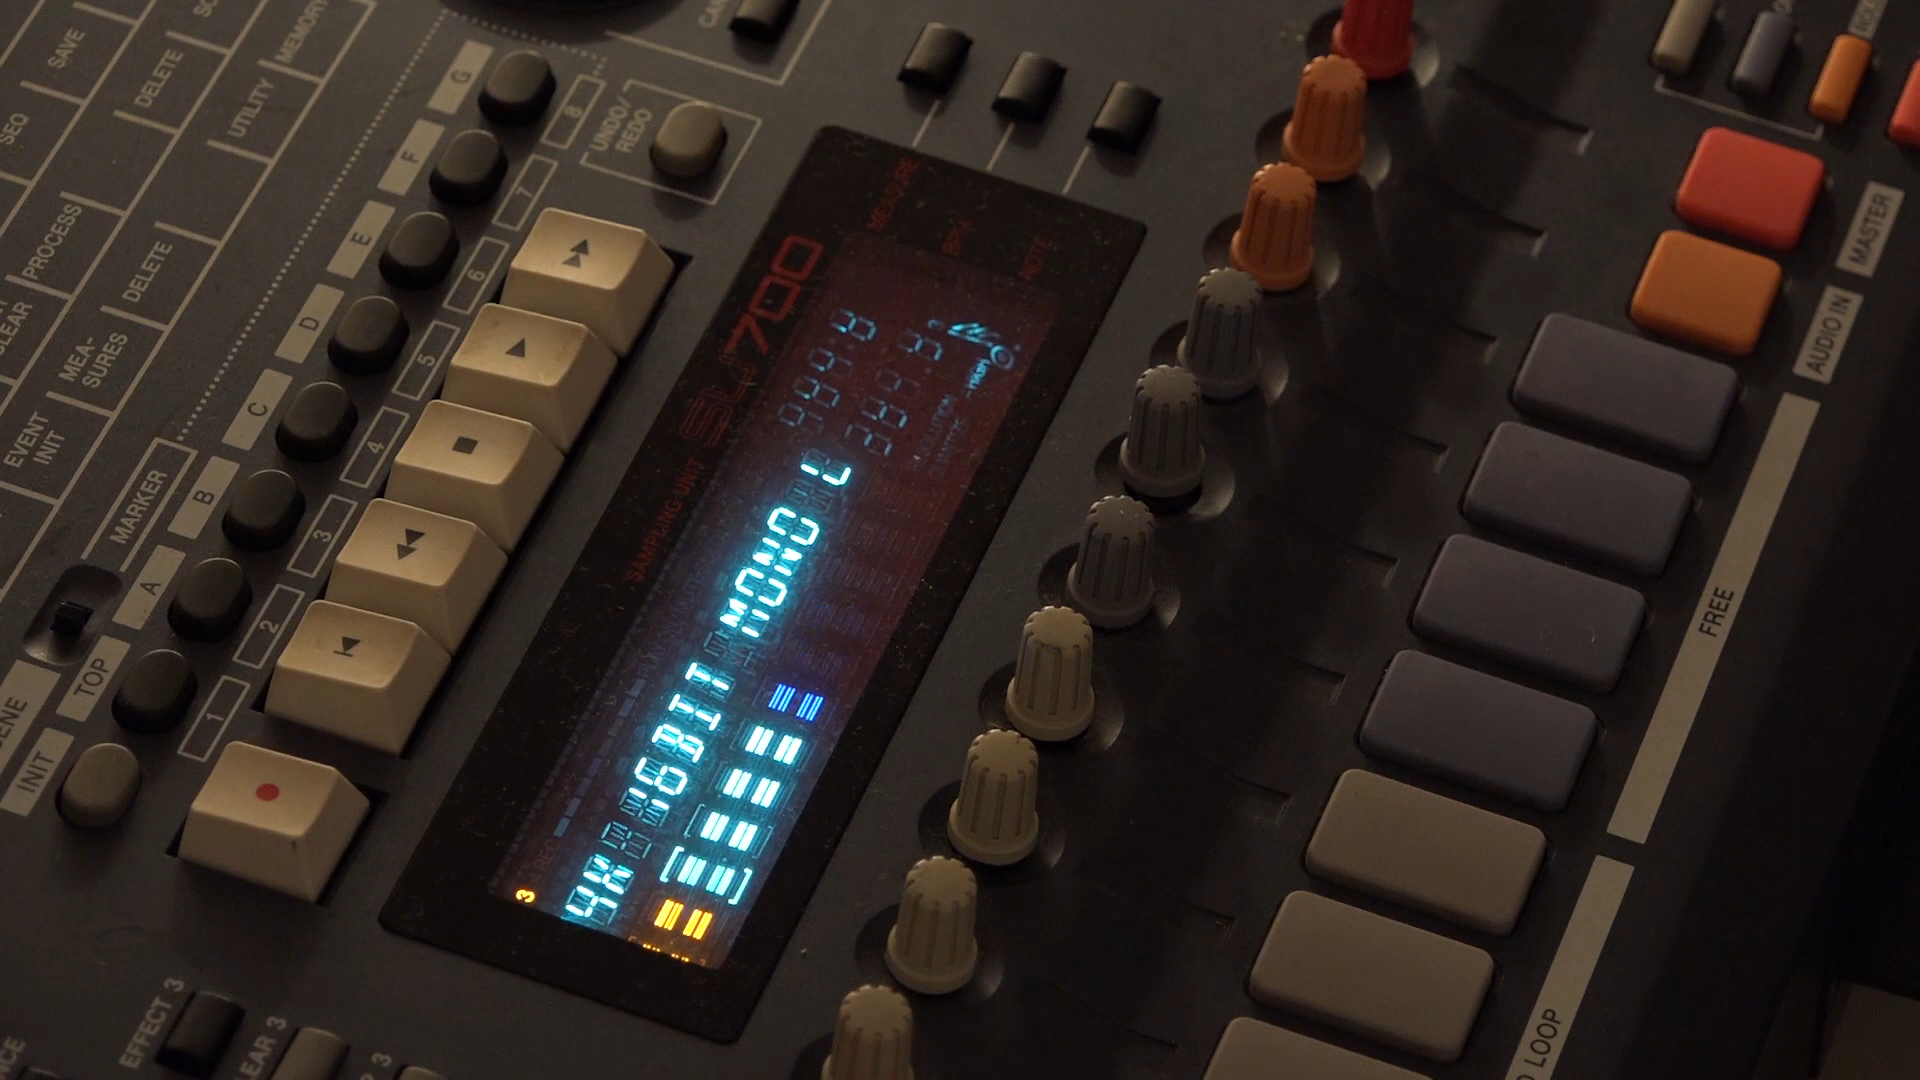 SAVE
DELETE
MEMORY
SEQ
UTILITY
PROCESS
DELETE
CLEAR
MEA-
SURES
EVENT
INIT
MARKER
G
F
E
D
C
B
A
TOP
INIT
8
7
6
5
4
3
2
1
UNDO/
REDO
MEASURE
BPM
NOTE
SU700
SAMPLING UNIT
16BIT MONO L
REC
3
EFFECT 3
MASTER
AUDIO IN
FREE
LOOP